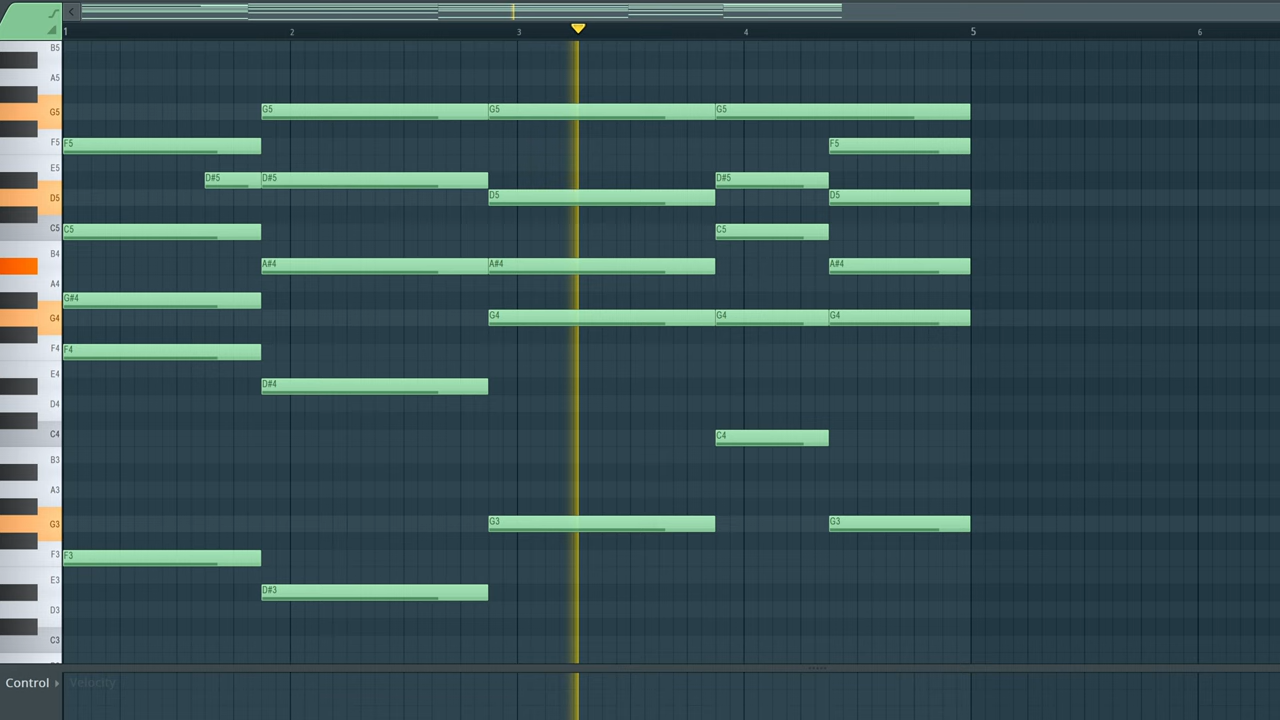 1 2 3 4 5 6
B5
A5
G5 G5 G5 G5
F5 F5 F5
E5
D#5 D#5 D#5
D5 D5 D5
C5 C5 C5
B4
A#4 A#4 A#4
A4
G#4
G4 G4 G4 G4
F4 F4
E4
D#4
D4
C4 C4
B3
A3
G3 G3 G3
F3 F3
E3
D#3
D3
C3
Control Velocity